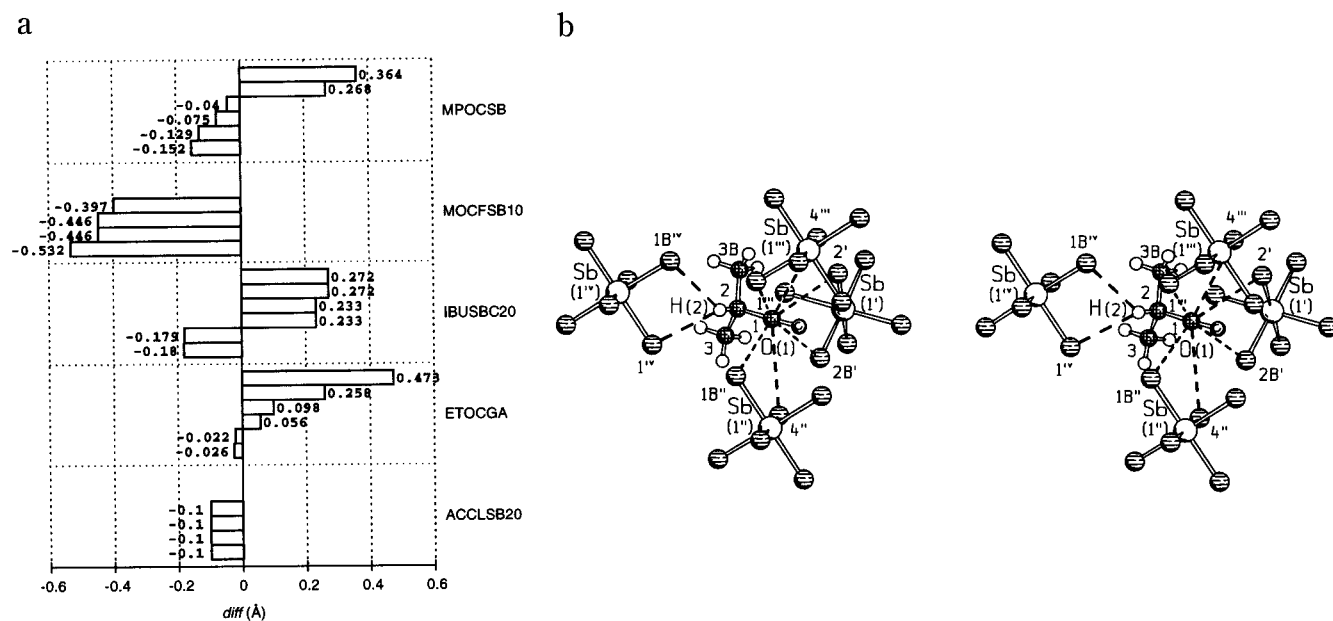 a
b
0.364
0.268
-0.04
-0.075
-0.129
-0.152
MPOCSB
-0.397
-0.446
-0.446
-0.532
MOCFSB10
0.272
0.272
0.233
0.233
-0.179
-0.18
IBUSBC20
0.473
0.258
0.098
0.056
-0.022
-0.026
ETOCGA
-0.1
-0.1
-0.1
-0.1
ACCLSB20
-0.6 -0.4 -0.2 0 0.2 0.4 0.6
diff (Å)
Sb (1''') 4'''
1B'ᵛ 3B 2'
Sb (1'ᵛ) 2 Sb (1')
H(2) 1'''
1 O(1)
3
1'ᵛ 2B'
1B''
Sb (1'') 4''
Sb (1''') 4'''
1B'ᵛ 3B 2'
Sb (1'ᵛ) 2 Sb (1')
H(2) 1''
1 O(1)
3
1'ᵛ 2B'
1B''
Sb (1'') 4''